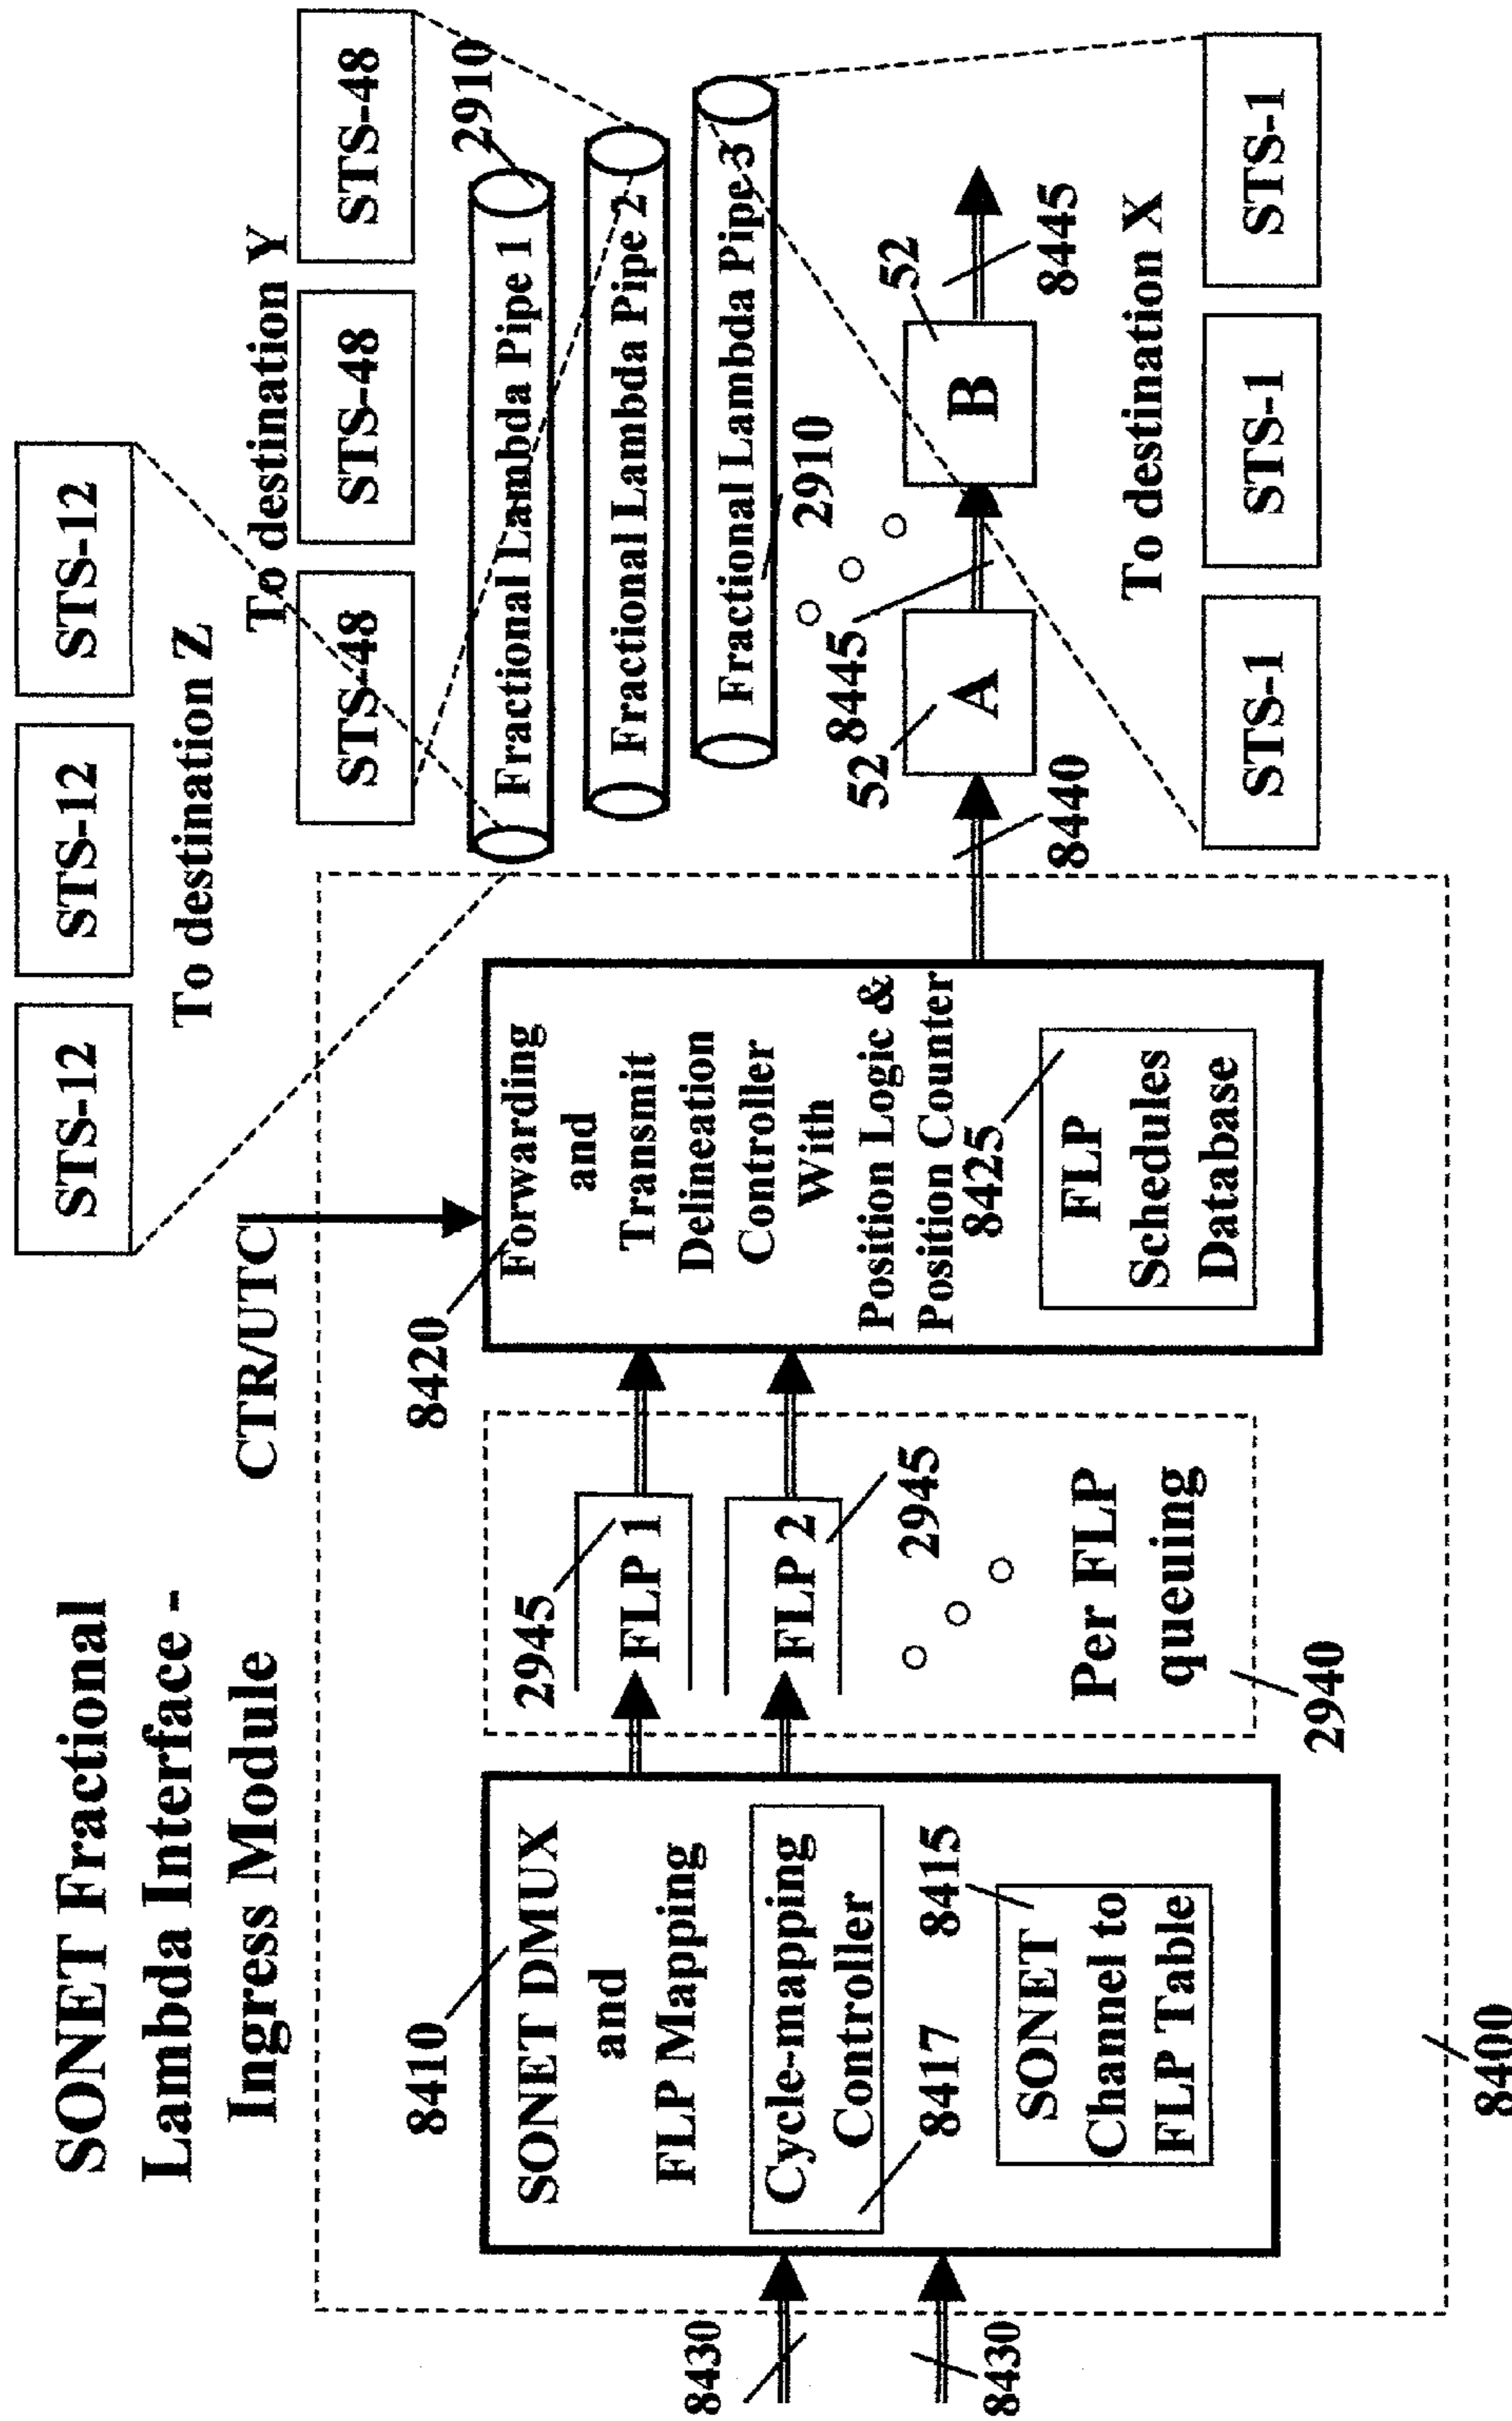 SONET Fractional
Lambda Interface -
Ingress Module
STS-12
STS-12
STS-12
To destination Z
To destination Y
STS-48
STS-48
STS-48
CTR/UTC
2910
Fractional Lambda Pipe 1
Fractional Lambda Pipe 2
Fractional Lambda Pipe 3
2910
8410
SONET DMUX
and
FLP Mapping
Cycle-mapping
Controller
8417
8415
SONET
Channel to
FLP Table
8430
8430
2945
FLP 1
FLP 2
2945
Per FLP
queuing
2940
8420
Forwarding
and
Transmit
Delineation
Controller
With
Position Logic &
Position Counter
8425
FLP
Schedules
Database
8440
52
A
8445
B
52
8445
To destination X
STS-1
STS-1
STS-1
8400